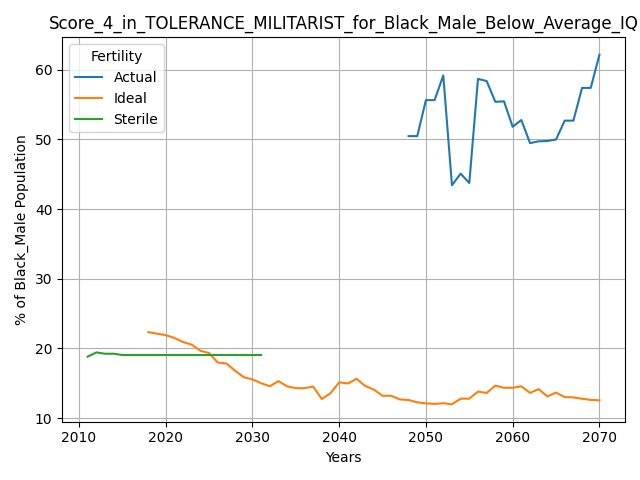 Score_4_in_TOLERANCE_MILITARIST_for_Black_Male_Below_Average_IQ
Fertility
Actual
Ideal
Sterile
% of Black_Male Population
60
50
40
30
20
10
2010 2020 2030 2040 2050 2060 2070
Years